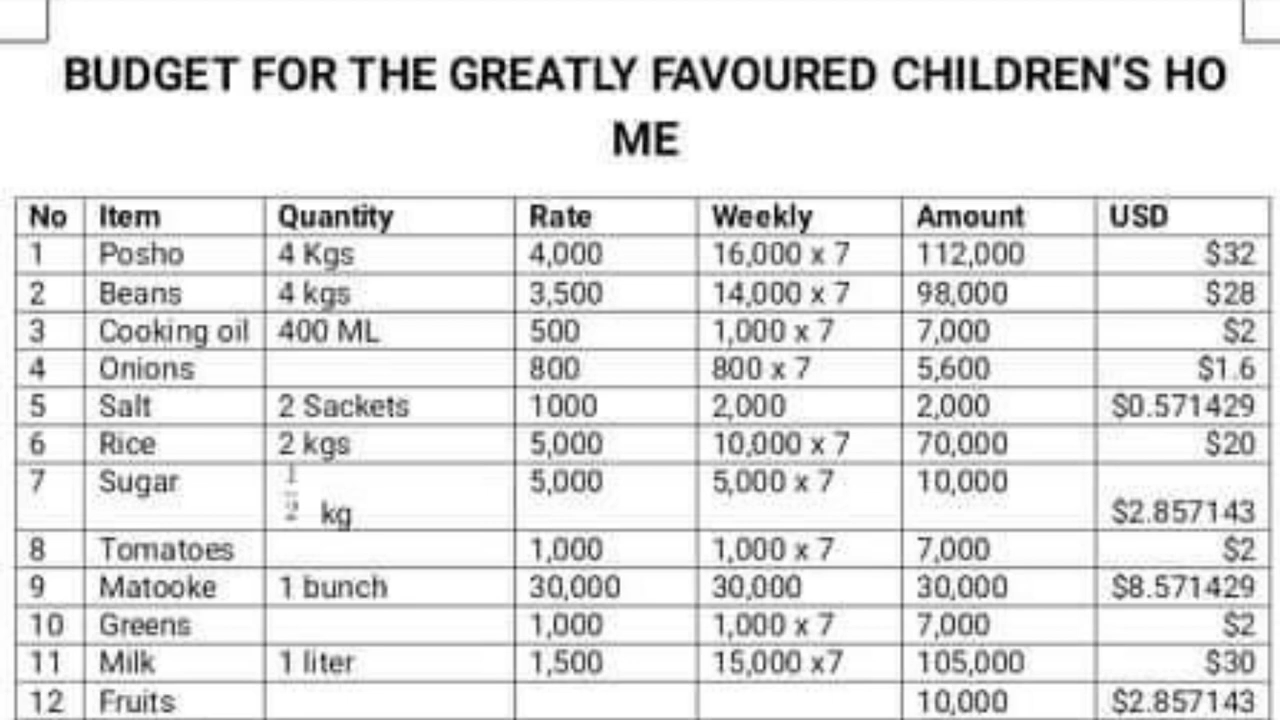 BUDGET FOR THE GREATLY FAVOURED CHILDREN'S HO
ME
No Item Quantity Rate Weekly Amount USD
1 Posho 4 Kgs 4,000 16,000 x 7 112,000 $32
2 Beans 4 kgs 3,500 14,000 x 7 98,000 $28
3 Cooking oil 400 ML 500 1,000 x 7 7,000 $2
4 Onions 800 800 x 7 5,600 $1.6
5 Salt 2 Sackets 1000 2,000 2,000 $0.571429
6 Rice 2 kgs 5,000 10,000 x 7 70,000 $20
7 Sugar kg 5,000 5,000 x 7 10,000 $2.857143
8 Tomatoes 1,000 1,000 x 7 7,000 $2
9 Matooke 1 bunch 30,000 30,000 30,000 $8.571429
10 Greens 1,000 1,000 x 7 7,000 $2
11 Milk 1 liter 1,500 15,000 x7 105,000 $30
12 Fruits 10,000 $2.857143